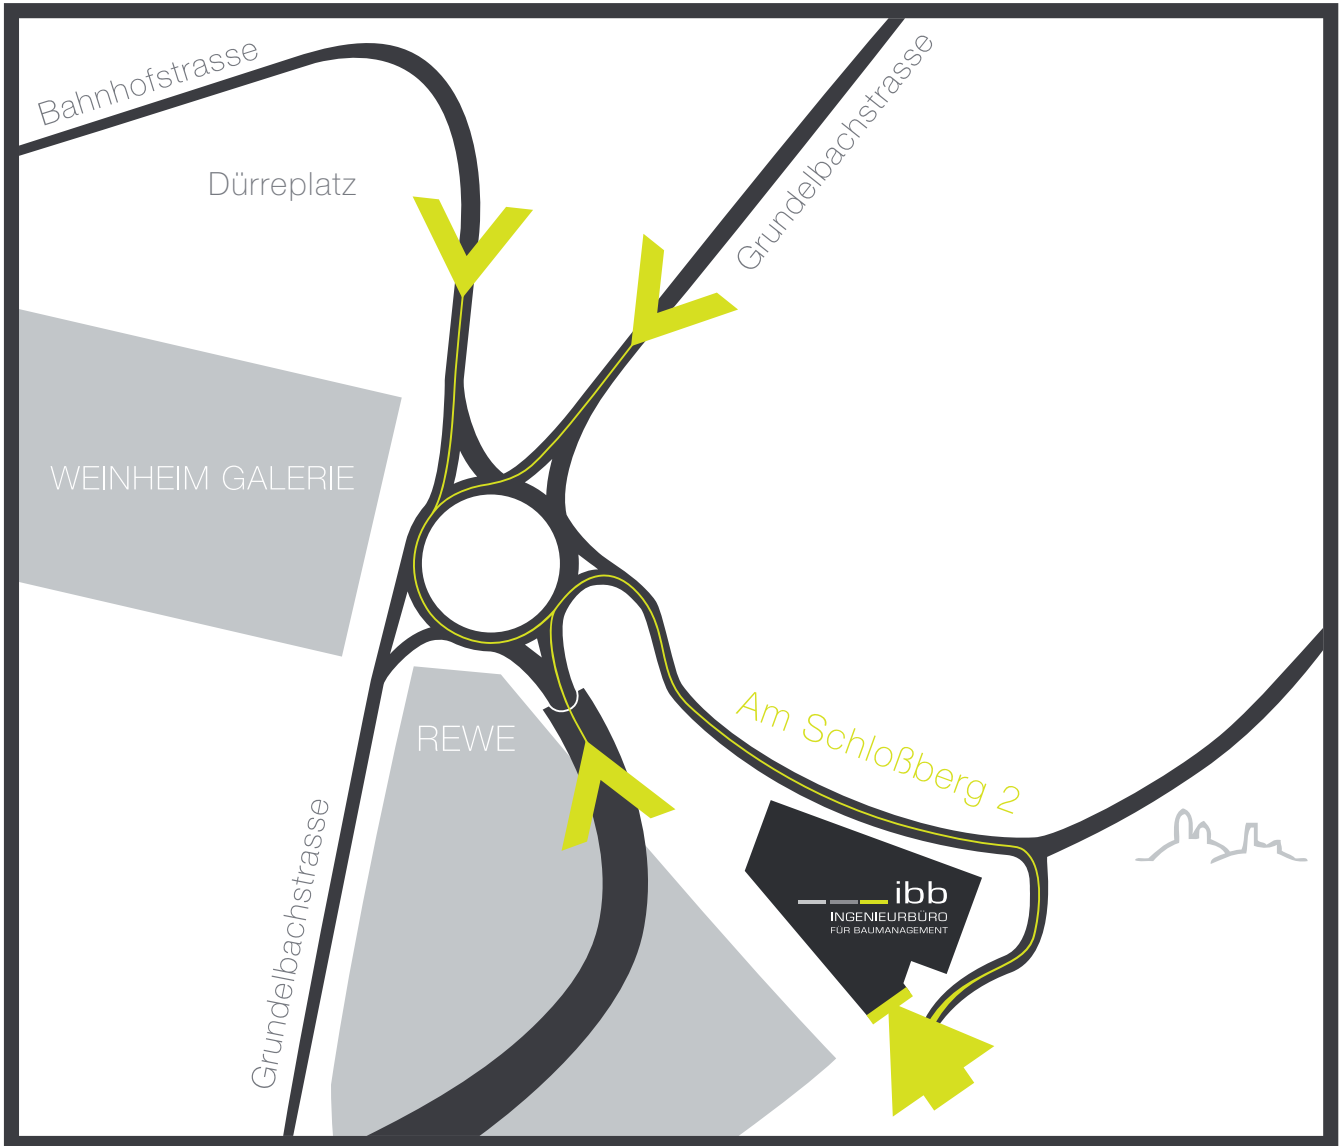 Bahnhofstrasse
Grundelbachstrasse
Dürreplatz
WEINHEIM GALERIE
REWE
Am Schloßberg 2
Grundelbachstrasse
ibb
INGENIEURBÜRO
FÜR BAUMANAGEMENT